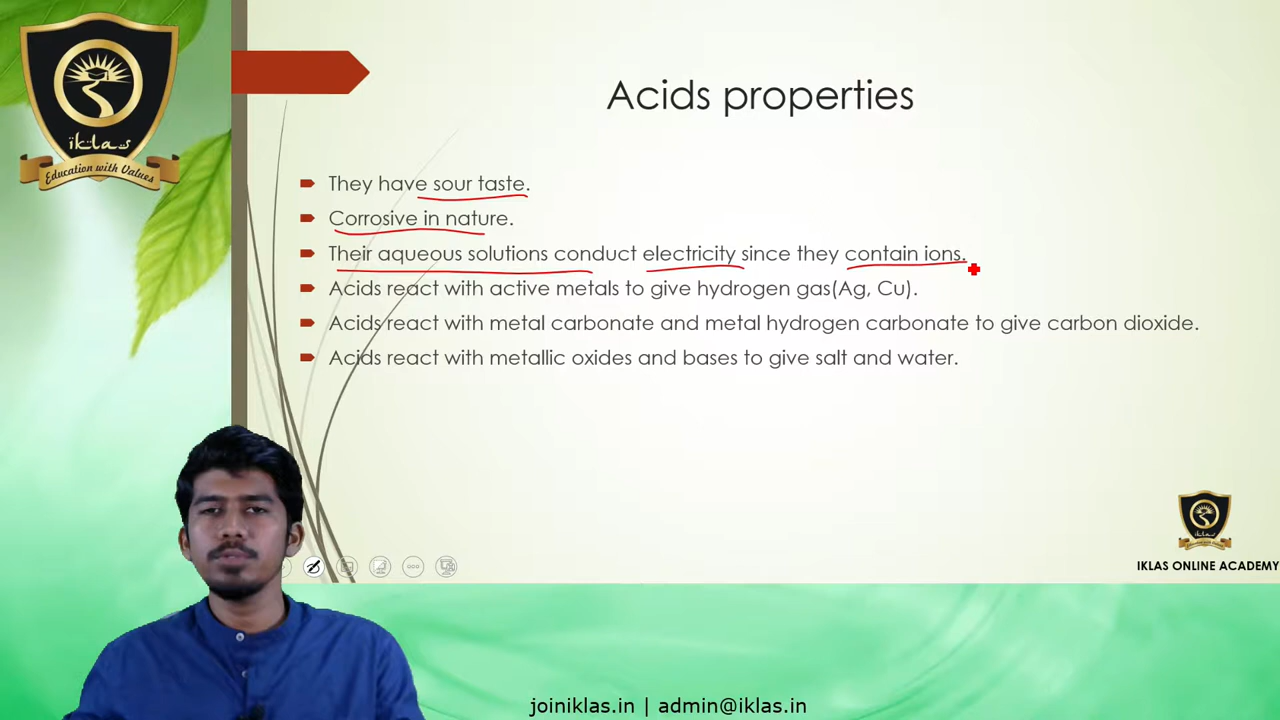 iklas
Education with Values
Acids properties
They have sour taste.
Corrosive in nature.
Their aqueous solutions conduct electricity since they contain ions.
Acids react with active metals to give hydrogen gas(Ag, Cu).
Acids react with metal carbonate and metal hydrogen carbonate to give carbon dioxide.
Acids react with metallic oxides and bases to give salt and water.
IKLAS ONLINE ACADEMY
joiniklas.in | admin@iklas.in